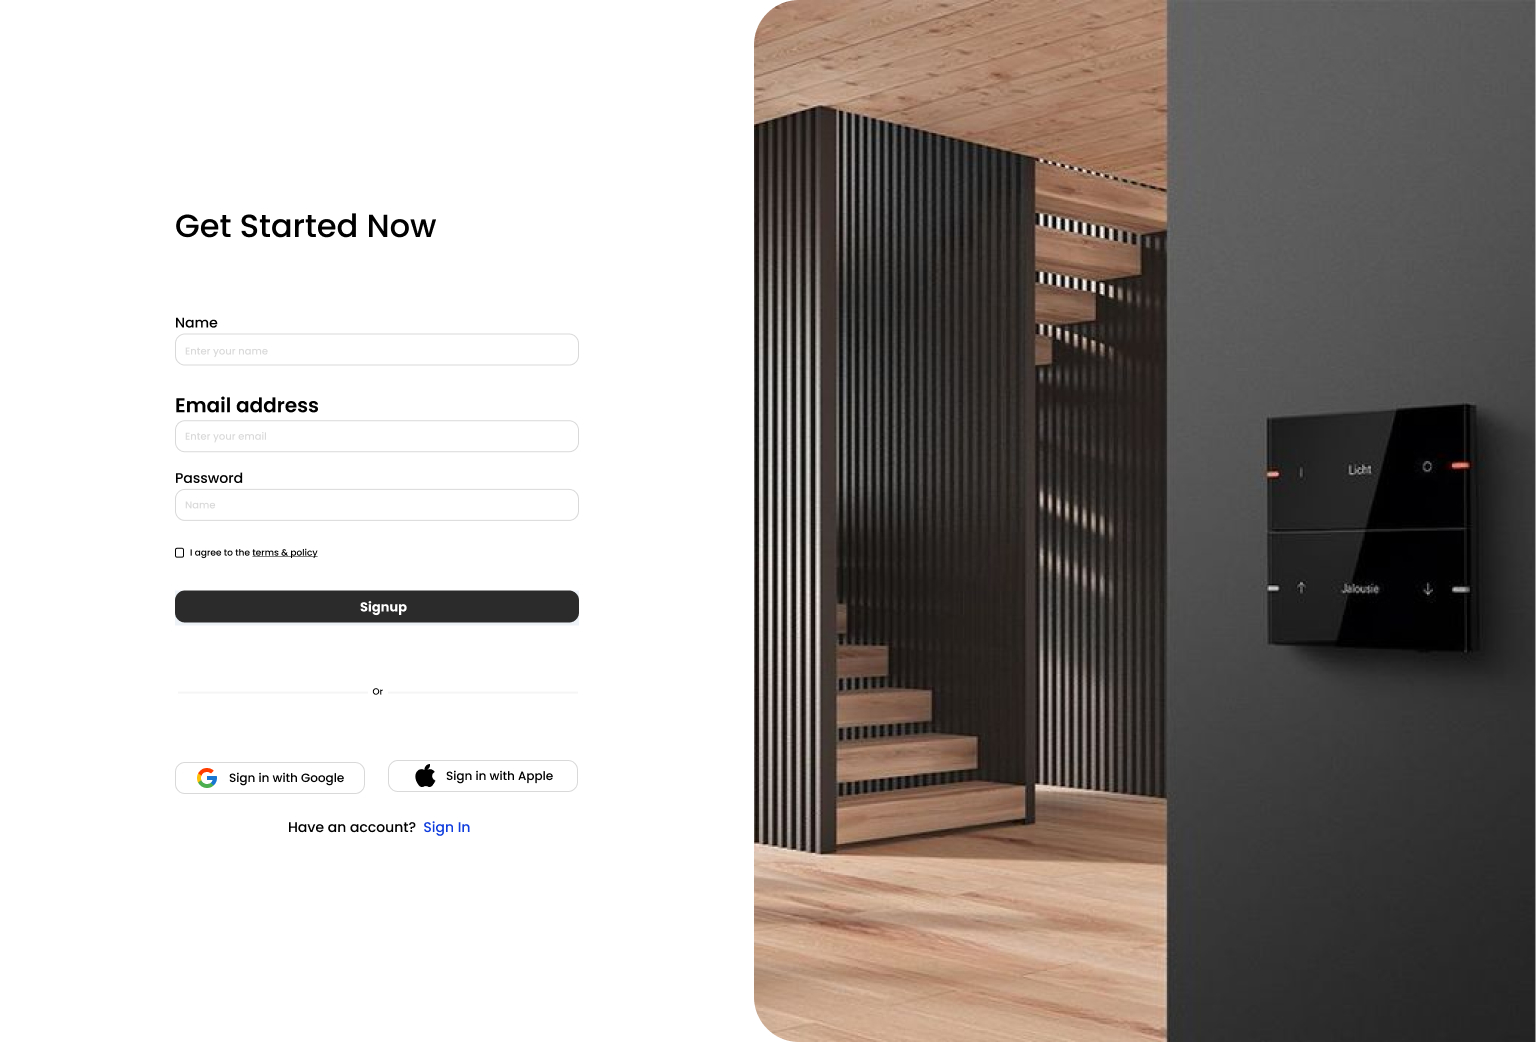 Get Started Now
Name
Enter your name
Email address
Enter your email
Password
Name
I agree to the terms & policy
Signup
Or
Sign in with Google
Sign in with Apple
Have an account? Sign In
Licht
Jalousie